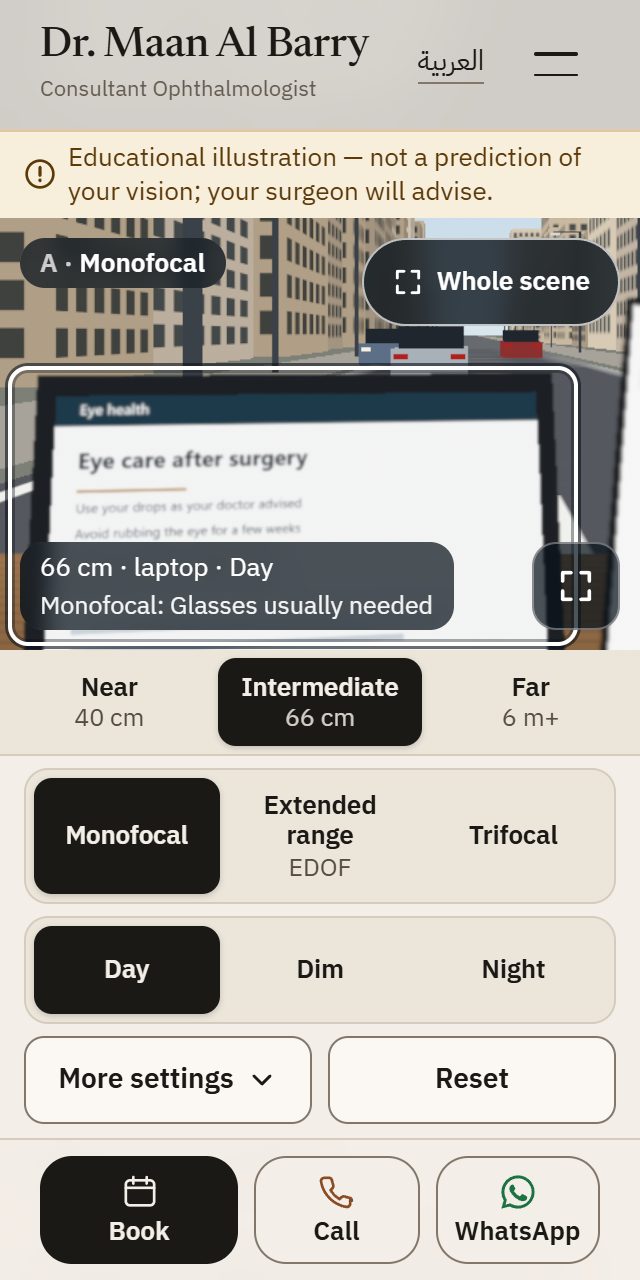 Dr. Maan Al Barry
Consultant Ophthalmologist
العربية
Educational illustration — not a prediction of
your vision; your surgeon will advise.
A · Monofocal
Whole scene
Eye health
Eye care after surgery
Use your drops as your doctor advised
Avoid rubbing the eye for a few weeks
66 cm · laptop · Day
Monofocal: Glasses usually needed
Near
40 cm
Intermediate
66 cm
Far
6 m+
Monofocal
Extended
range
EDOF
Trifocal
Day
Dim
Night
More settings
Reset
Book
Call
WhatsApp